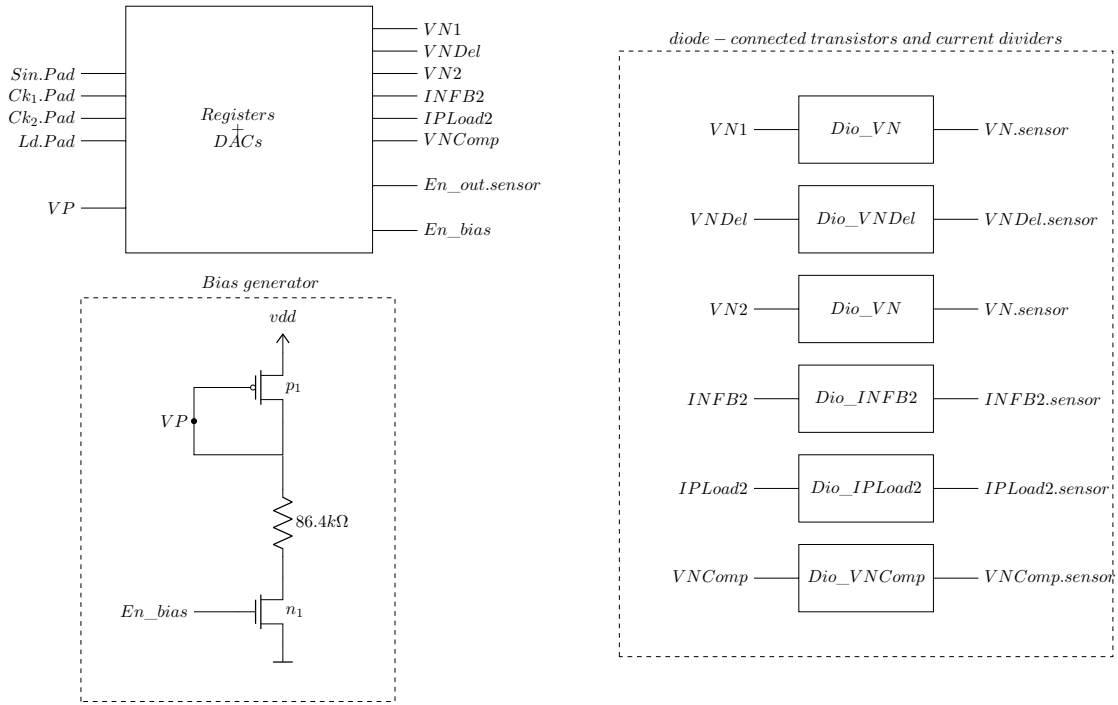 VN1
VNDel
VN2
INFB2
IPLoad2
VNComp
En_out.sensor
En_bias
Sin.Pad
Ck₁.Pad
Ck₂.Pad
Ld.Pad
VP
Registers
+
DACs
Bias generator
vdd
p₁
VP
86.4kΩ
En_bias
n₁
diode − connected transistors and current dividers
VN1 Dio_VN VN.sensor
VNDel Dio_VNDel VNDel.sensor
VN2 Dio_VN VN.sensor
INFB2 Dio_INFB2 INFB2.sensor
IPLoad2 Dio_IPLoad2 IPLoad2.sensor
VNComp Dio_VNComp VNComp.sensor